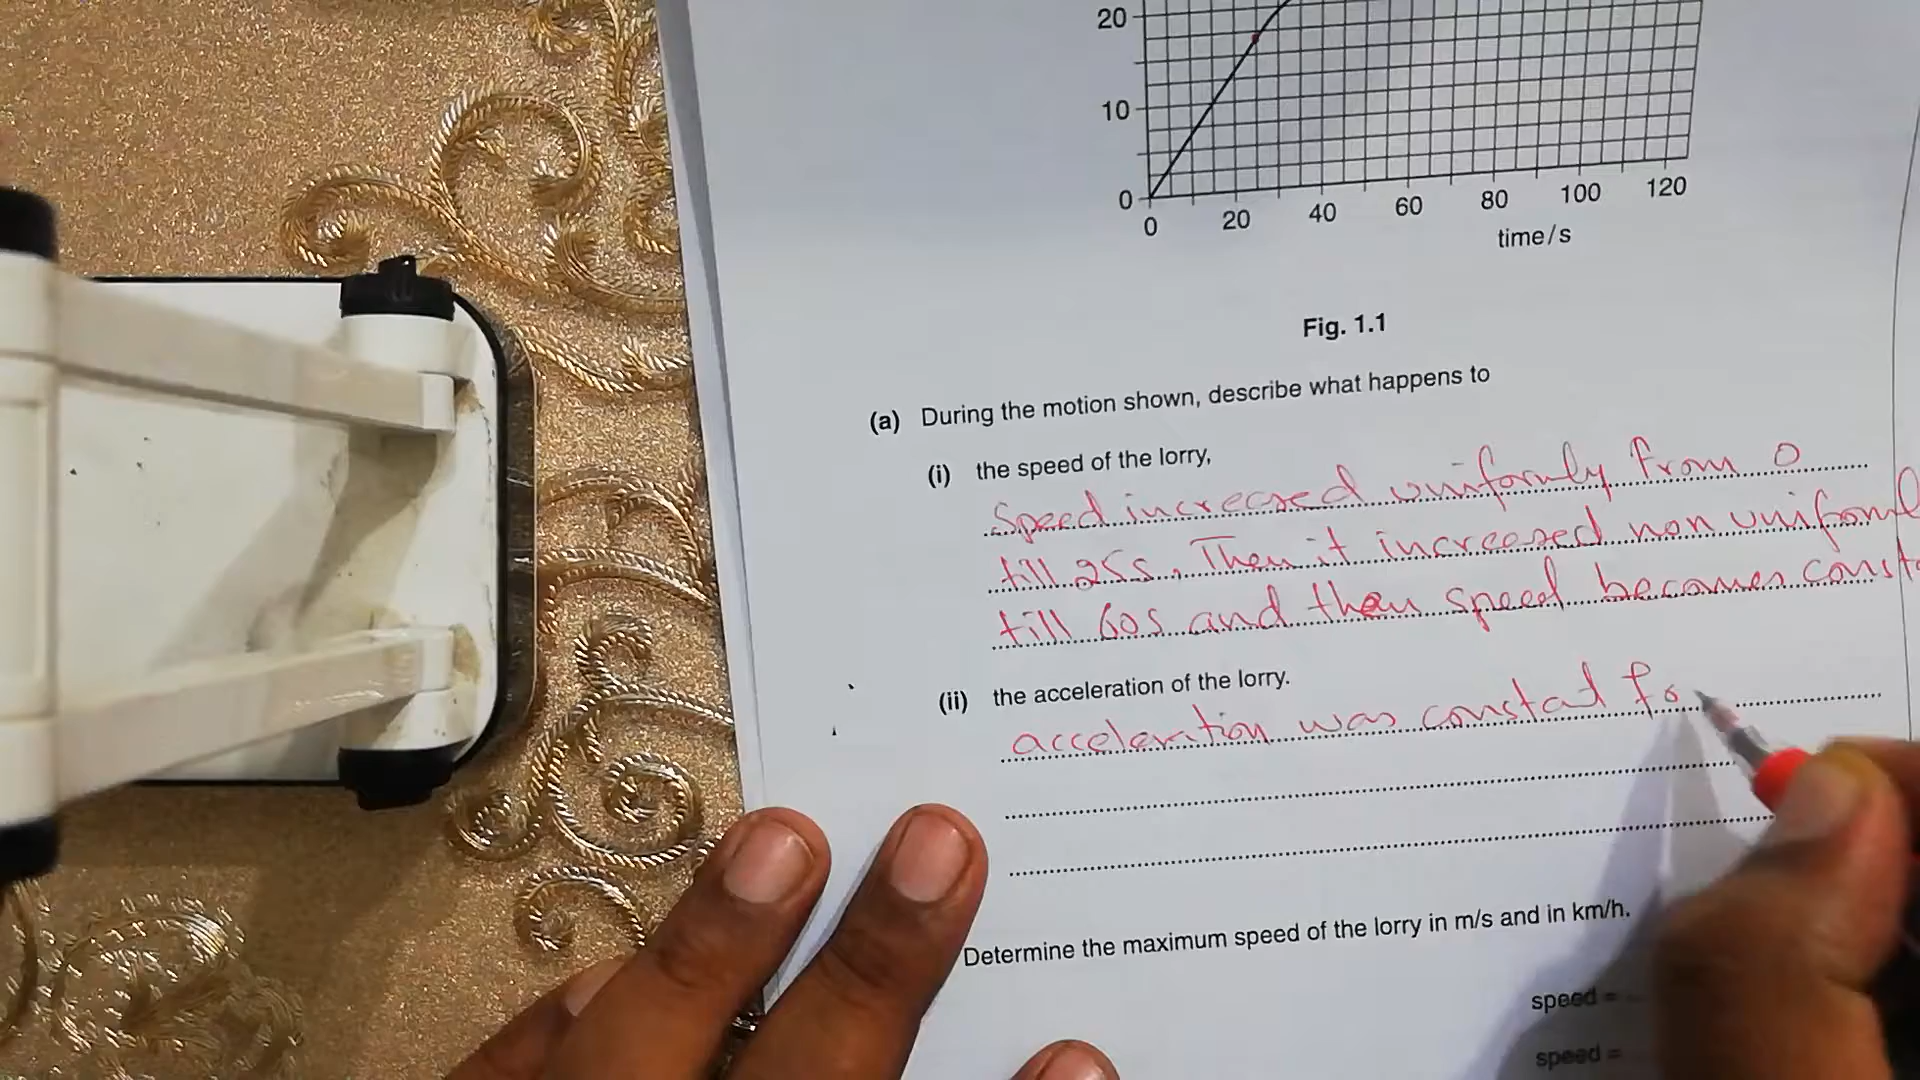 20
10
0
0 20 40 60 80 100 120
time/s
Fig. 1.1
(a) During the motion shown, describe what happens to
(i) the speed of the lorry,
Speed increased uniformly from 0
till 25s. Then it increased non uniforml
till 60s and then speed becomes const
(ii) the acceleration of the lorry.
acceleration was constad fo
Determine the maximum speed of the lorry in m/s and in km/h.
speed =
speed =